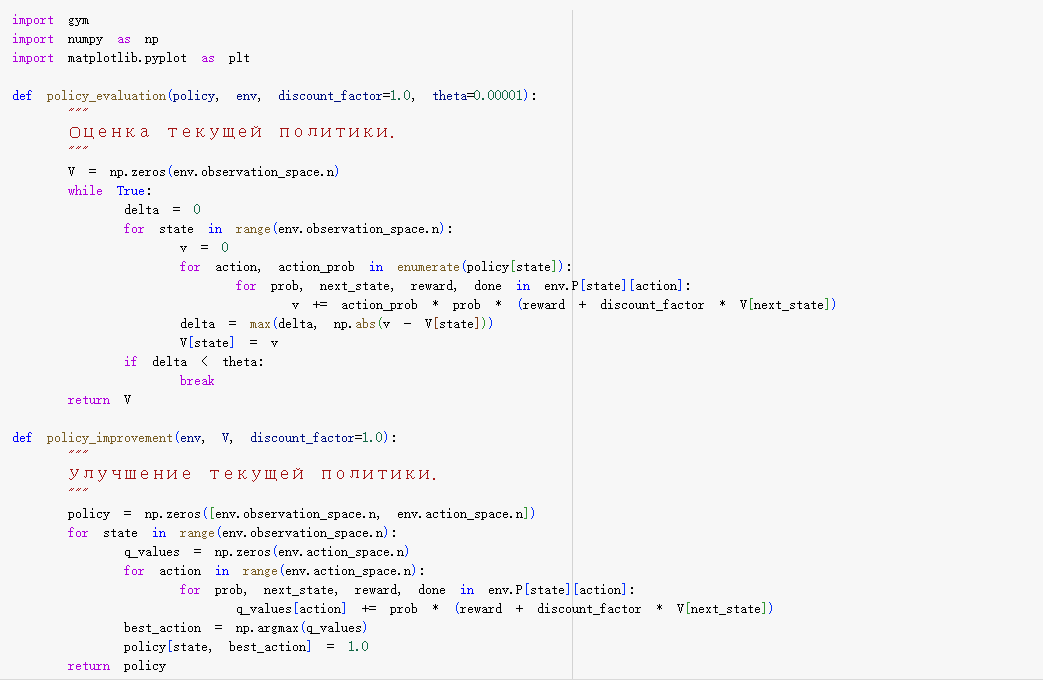 import gym
import numpy as np
import matplotlib.pyplot as plt

def policy_evaluation(policy, env, discount_factor=1.0, theta=0.00001):
    """
    Оценка текущей политики.
    """
    V = np.zeros(env.observation_space.n)
    while True:
        delta = 0
        for state in range(env.observation_space.n):
            v = 0
            for action, action_prob in enumerate(policy[state]):
                for prob, next_state, reward, done in env.P[state][action]:
                    v += action_prob * prob * (reward + discount_factor * V[next_state])
            delta = max(delta, np.abs(v - V[state]))
            V[state] = v
        if delta < theta:
            break
    return V

def policy_improvement(env, V, discount_factor=1.0):
    """
    Улучшение текущей политики.
    """
    policy = np.zeros([env.observation_space.n, env.action_space.n])
    for state in range(env.observation_space.n):
        q_values = np.zeros(env.action_space.n)
        for action in range(env.action_space.n):
            for prob, next_state, reward, done in env.P[state][action]:
                q_values[action] += prob * (reward + discount_factor * V[next_state])
        best_action = np.argmax(q_values)
        policy[state, best_action] = 1.0
    return policy